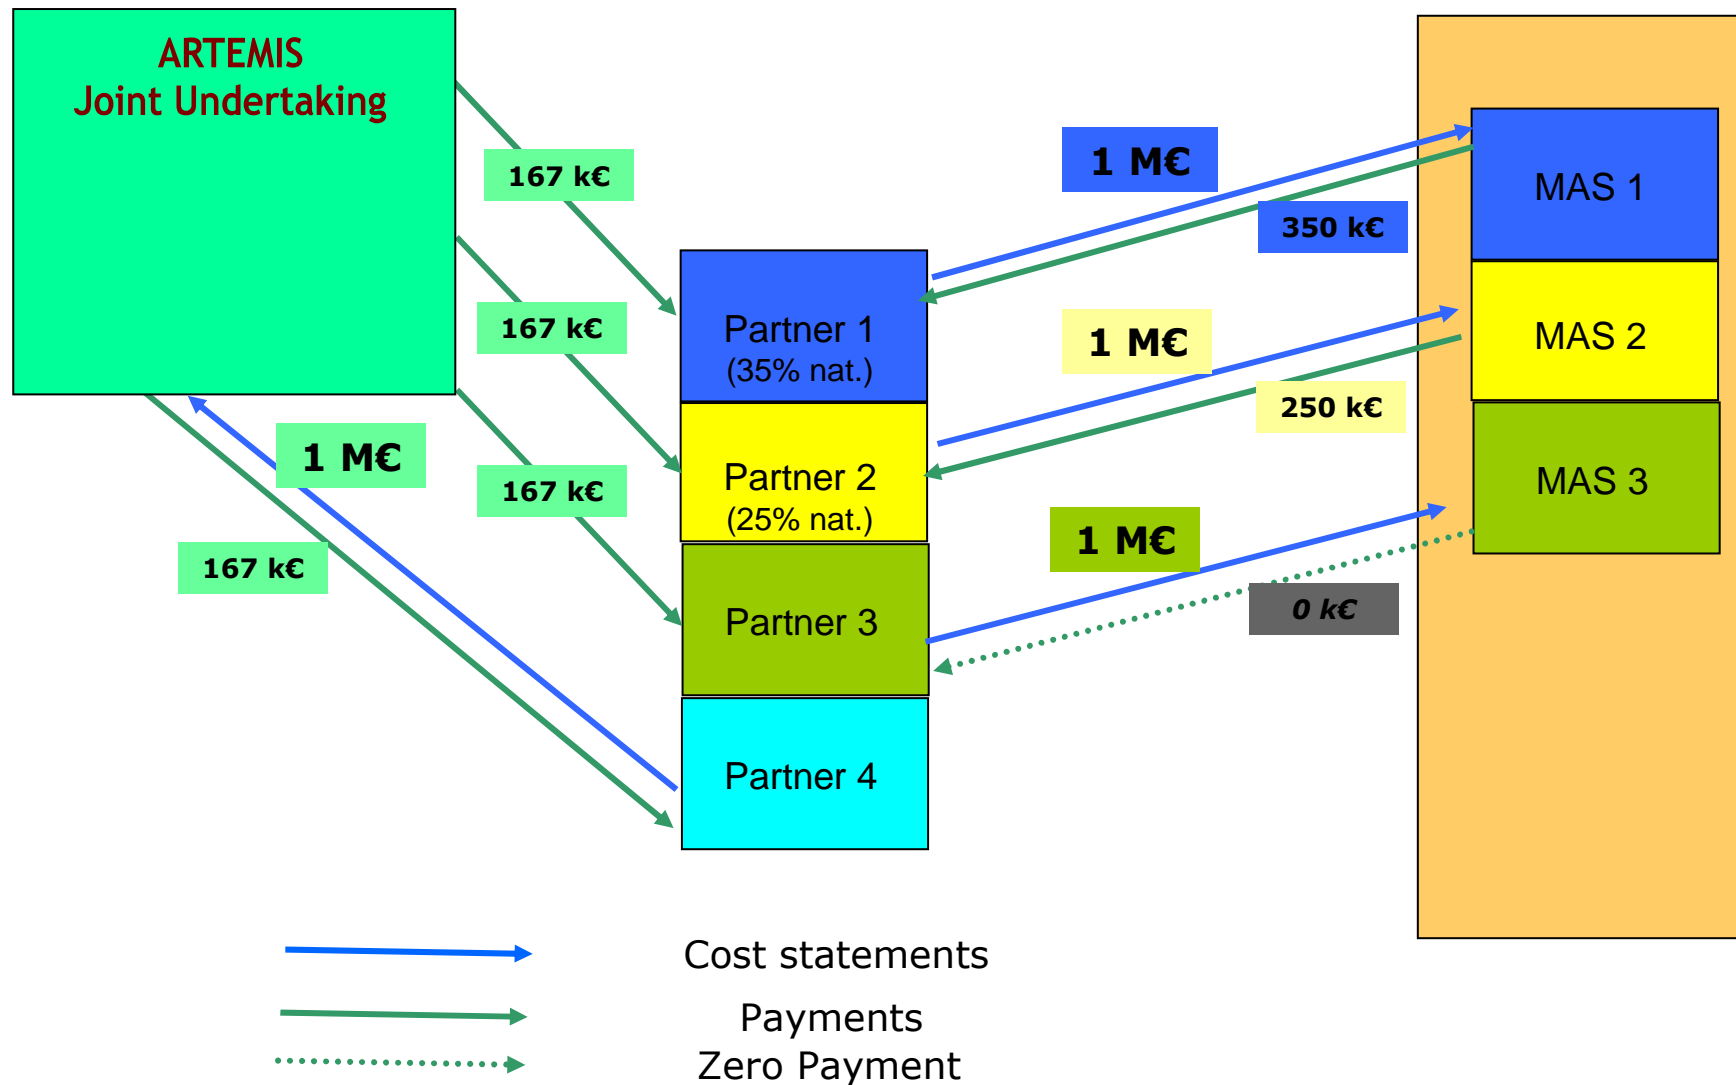 ARTEMIS
Joint Undertaking
167 k€
167 k€
167 k€
1 M€
167 k€
Partner 1
(35% nat.)
Partner 2
(25% nat.)
Partner 3
Partner 4
1 M€
350 k€
1 M€
250 k€
1 M€
0 k€
MAS 1
MAS 2
MAS 3
Cost statements
Payments
Zero Payment